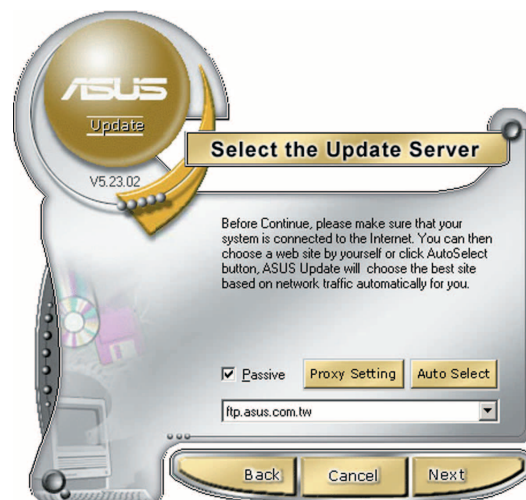 ASUS
Update
V5.23.02
Select the Update Server
Before Continue, please make sure that your
system is connected to the Internet. You can then
choose a web site by yourself or click AutoSelect
button, ASUS Update will choose the best site
based on network traffic automatically for you.
Passive
Proxy Setting
Auto Select
ftp.asus.com.tw
Back
Cancel
Next